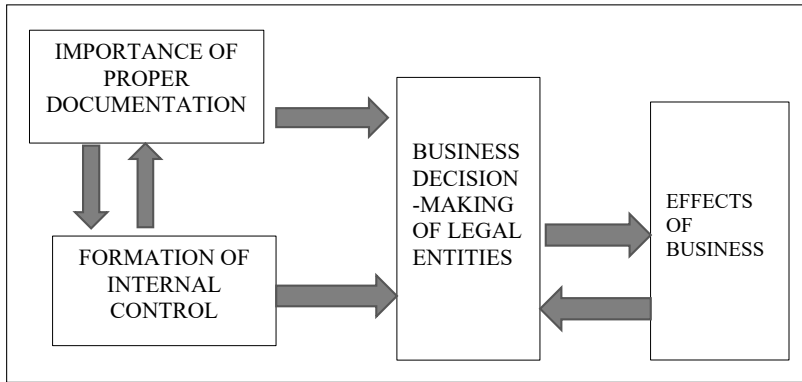 IMPORTANCE OF
PROPER
DOCUMENTATION
FORMATION OF
INTERNAL
CONTROL
BUSINESS
DECISION
-MAKING
OF LEGAL
ENTITIES
EFFECTS
OF
BUSINESS